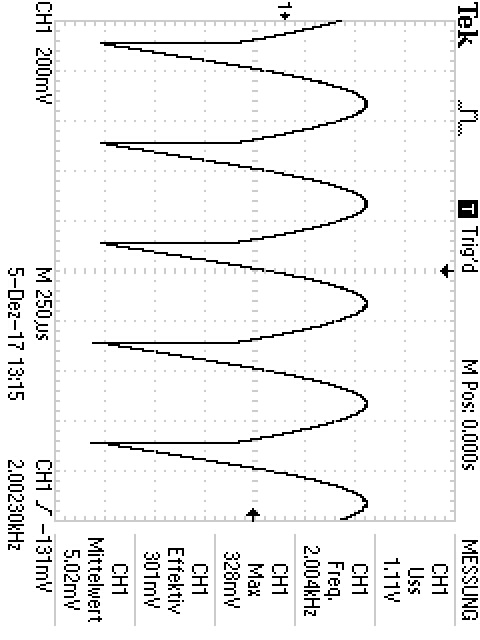 Tek
T Trig'd
M Pos: 0.000s
MESSUNG
CH1
Uss
1.11V
CH1
Freq.
2.004kHz
CH1
Max
328mV
CH1
Effektiv
301mV
CH1
Mittelwert
5.02mV
1
CH1 200mV
M 250µs
CH1 / -131mV
5-Dez-17 13:15
2.00230kHz